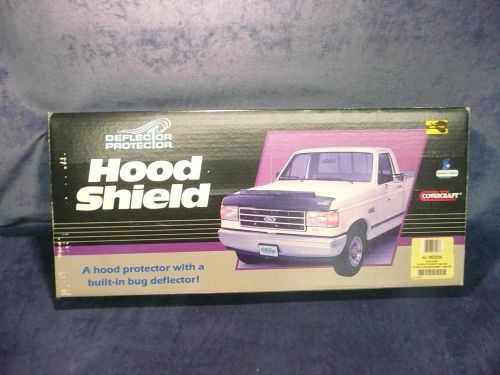 DEFLECTOR
PROTECTOR
Hood
Shield
A hood protector with a
built-in bug deflector!
COVERCRAFT